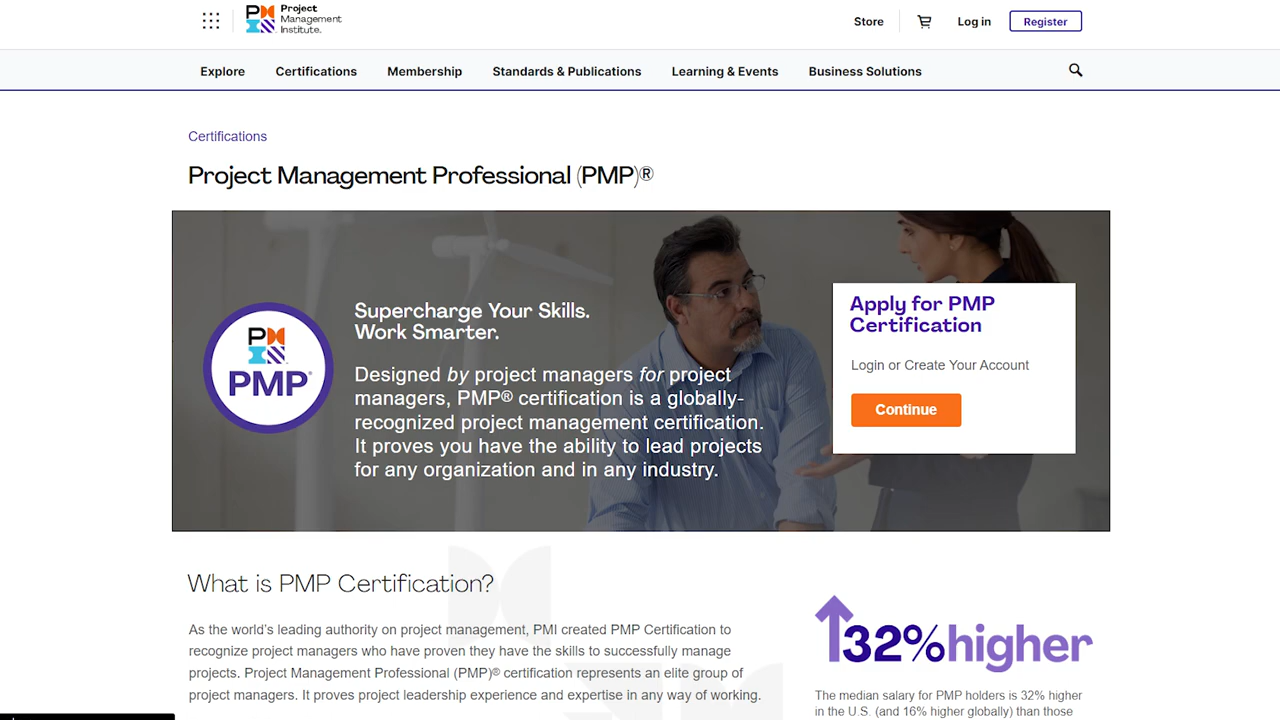 Project
Management
Institute.
Store
Log in
Register
Explore
Certifications
Membership
Standards & Publications
Learning & Events
Business Solutions
Certifications
Project Management Professional (PMP)®
Supercharge Your Skills.
Work Smarter.
Designed by project managers for project
managers, PMP® certification is a globally-
recognized project management certification.
It proves you have the ability to lead projects
for any organization and in any industry.
PMP®
Apply for PMP
Certification
Login or Create Your Account
Continue
What is PMP Certification?
As the world's leading authority on project management, PMI created PMP Certification to
recognize project managers who have proven they have the skills to successfully manage
projects. Project Management Professional (PMP)® certification represents an elite group of
project managers. It proves project leadership experience and expertise in any way of working.
32% higher
The median salary for PMP holders is 32% higher
in the U.S. (and 16% higher globally) than those